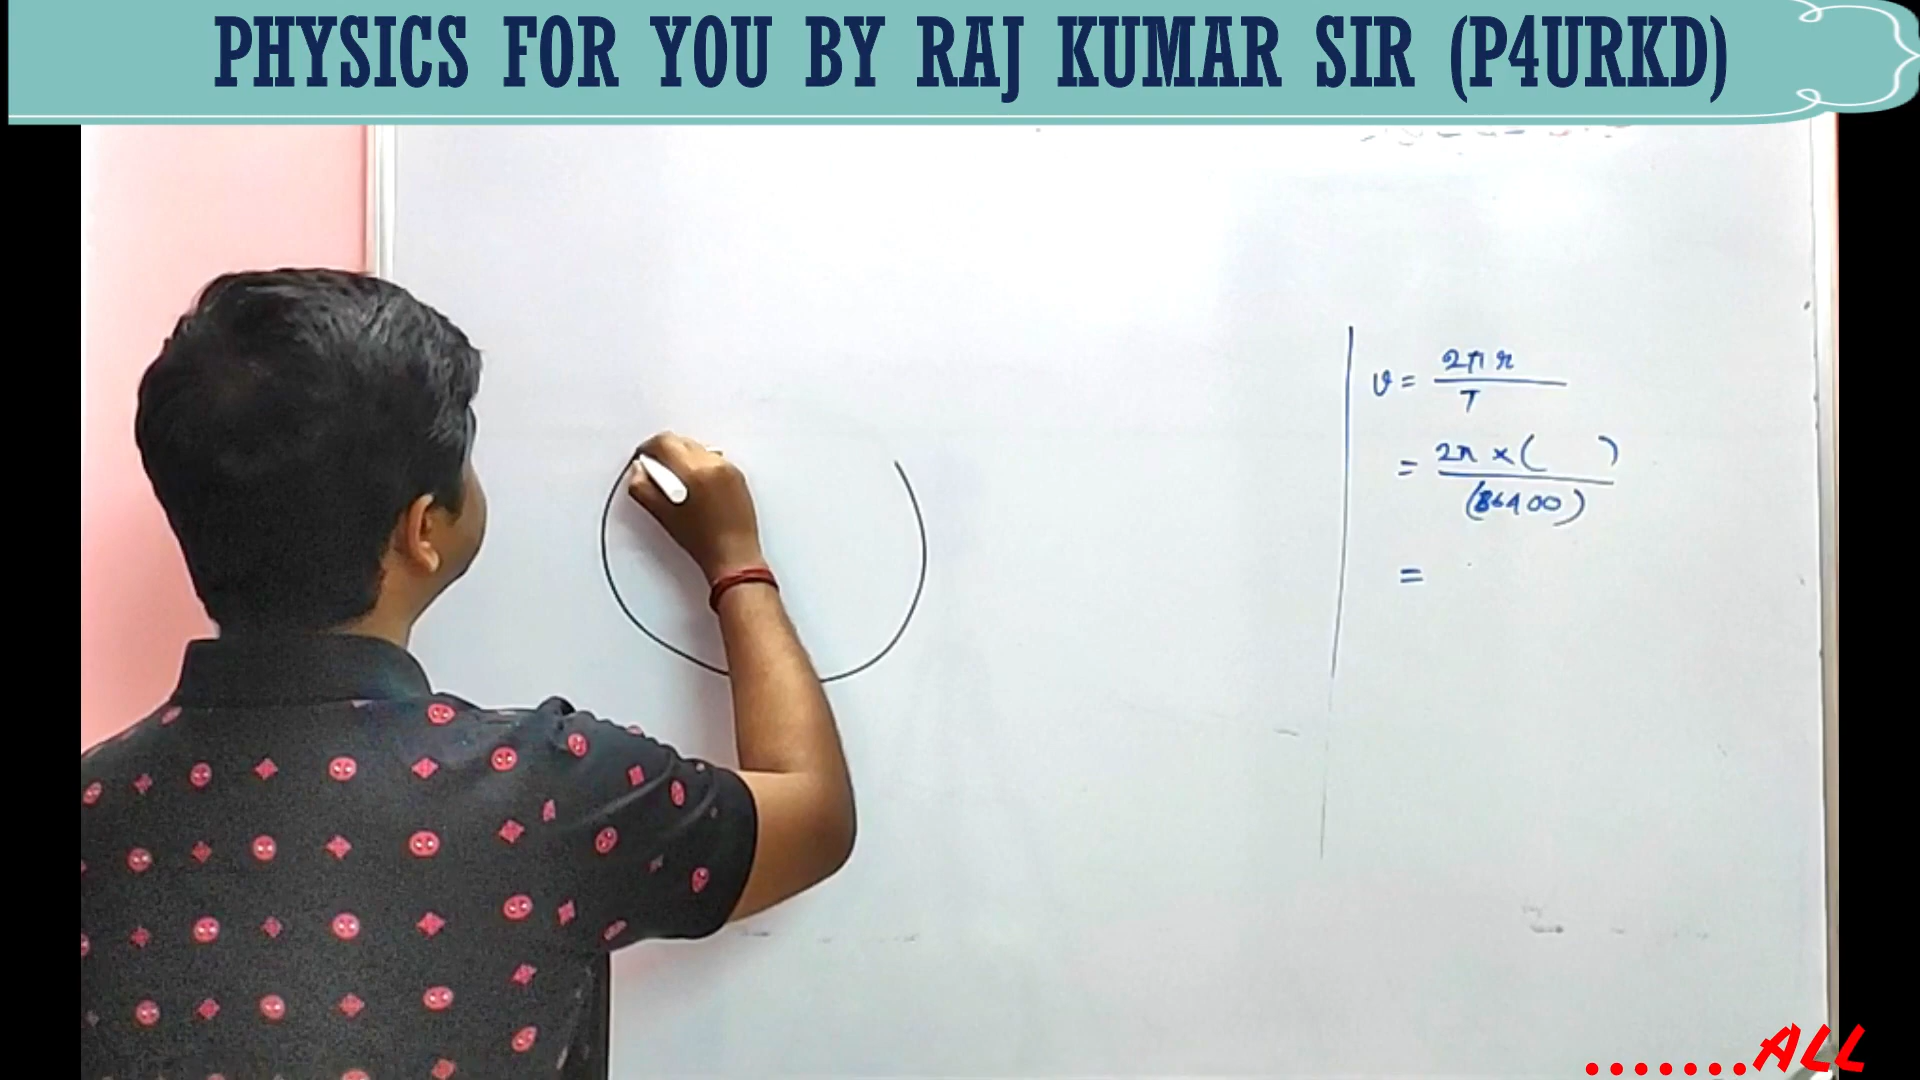 PHYSICS FOR YOU BY RAJ KUMAR SIR (P4URKD)
v = 2πr / T
= 2π × ( ) / (86400)
=
.......ALL